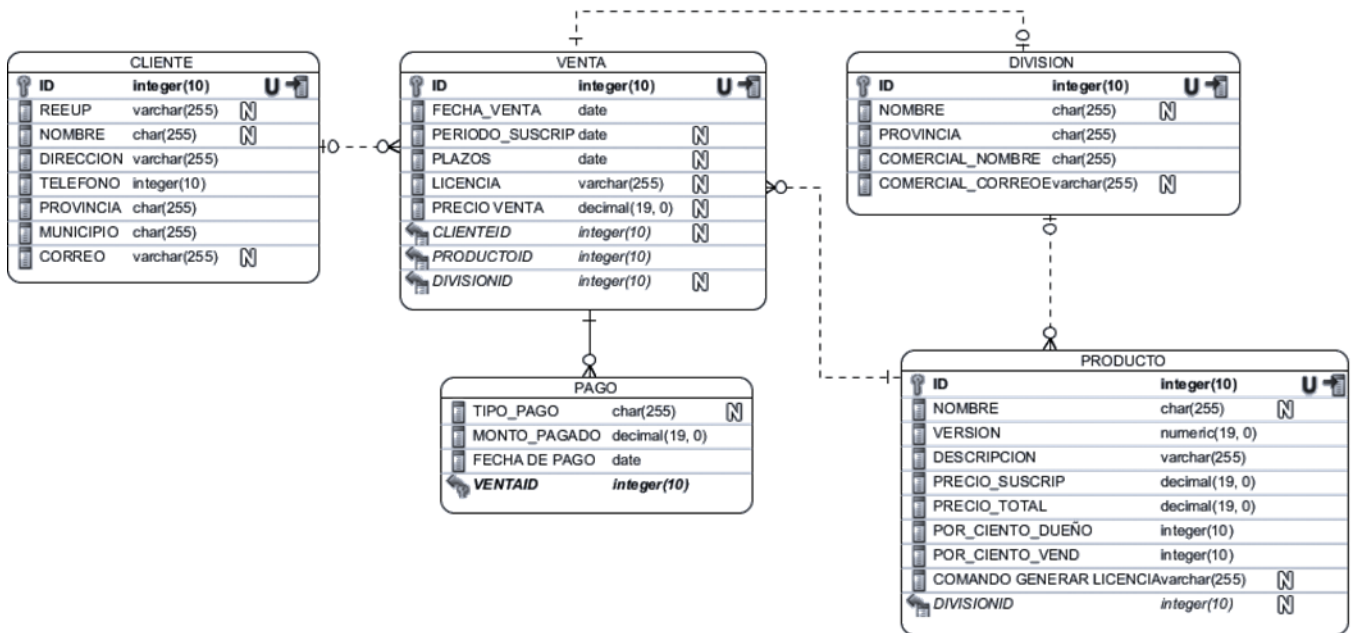 CLIENTE
ID integer(10) U
REEUP varchar(255) N
NOMBRE char(255) N
DIRECCION varchar(255)
TELEFONO integer(10)
PROVINCIA char(255)
MUNICIPIO char(255)
CORREO varchar(255) N
VENTA
ID integer(10) U
FECHA_VENTA date
PERIODO_SUSCRIP date N
PLAZOS date N
LICENCIA varchar(255) N
PRECIO VENTA decimal(19, 0) N
CLIENTEID integer(10) N
PRODUCTOID integer(10)
DIVISIONID integer(10) N
DIVISION
ID integer(10) U
NOMBRE char(255) N
PROVINCIA char(255)
COMERCIAL_NOMBRE char(255)
COMERCIAL_CORREOE varchar(255) N
PAGO
TIPO_PAGO char(255) N
MONTO_PAGADO decimal(19, 0)
FECHA DE PAGO date
VENTAID integer(10)
PRODUCTO
ID integer(10) U
NOMBRE char(255) N
VERSION numeric(19, 0)
DESCRIPCION varchar(255)
PRECIO_SUSCRIP decimal(19, 0)
PRECIO_TOTAL decimal(19, 0)
POR_CIENTO_DUEÑO integer(10)
POR_CIENTO_VEND integer(10)
COMANDO GENERAR LICENCIA varchar(255) N
DIVISIONID integer(10) N